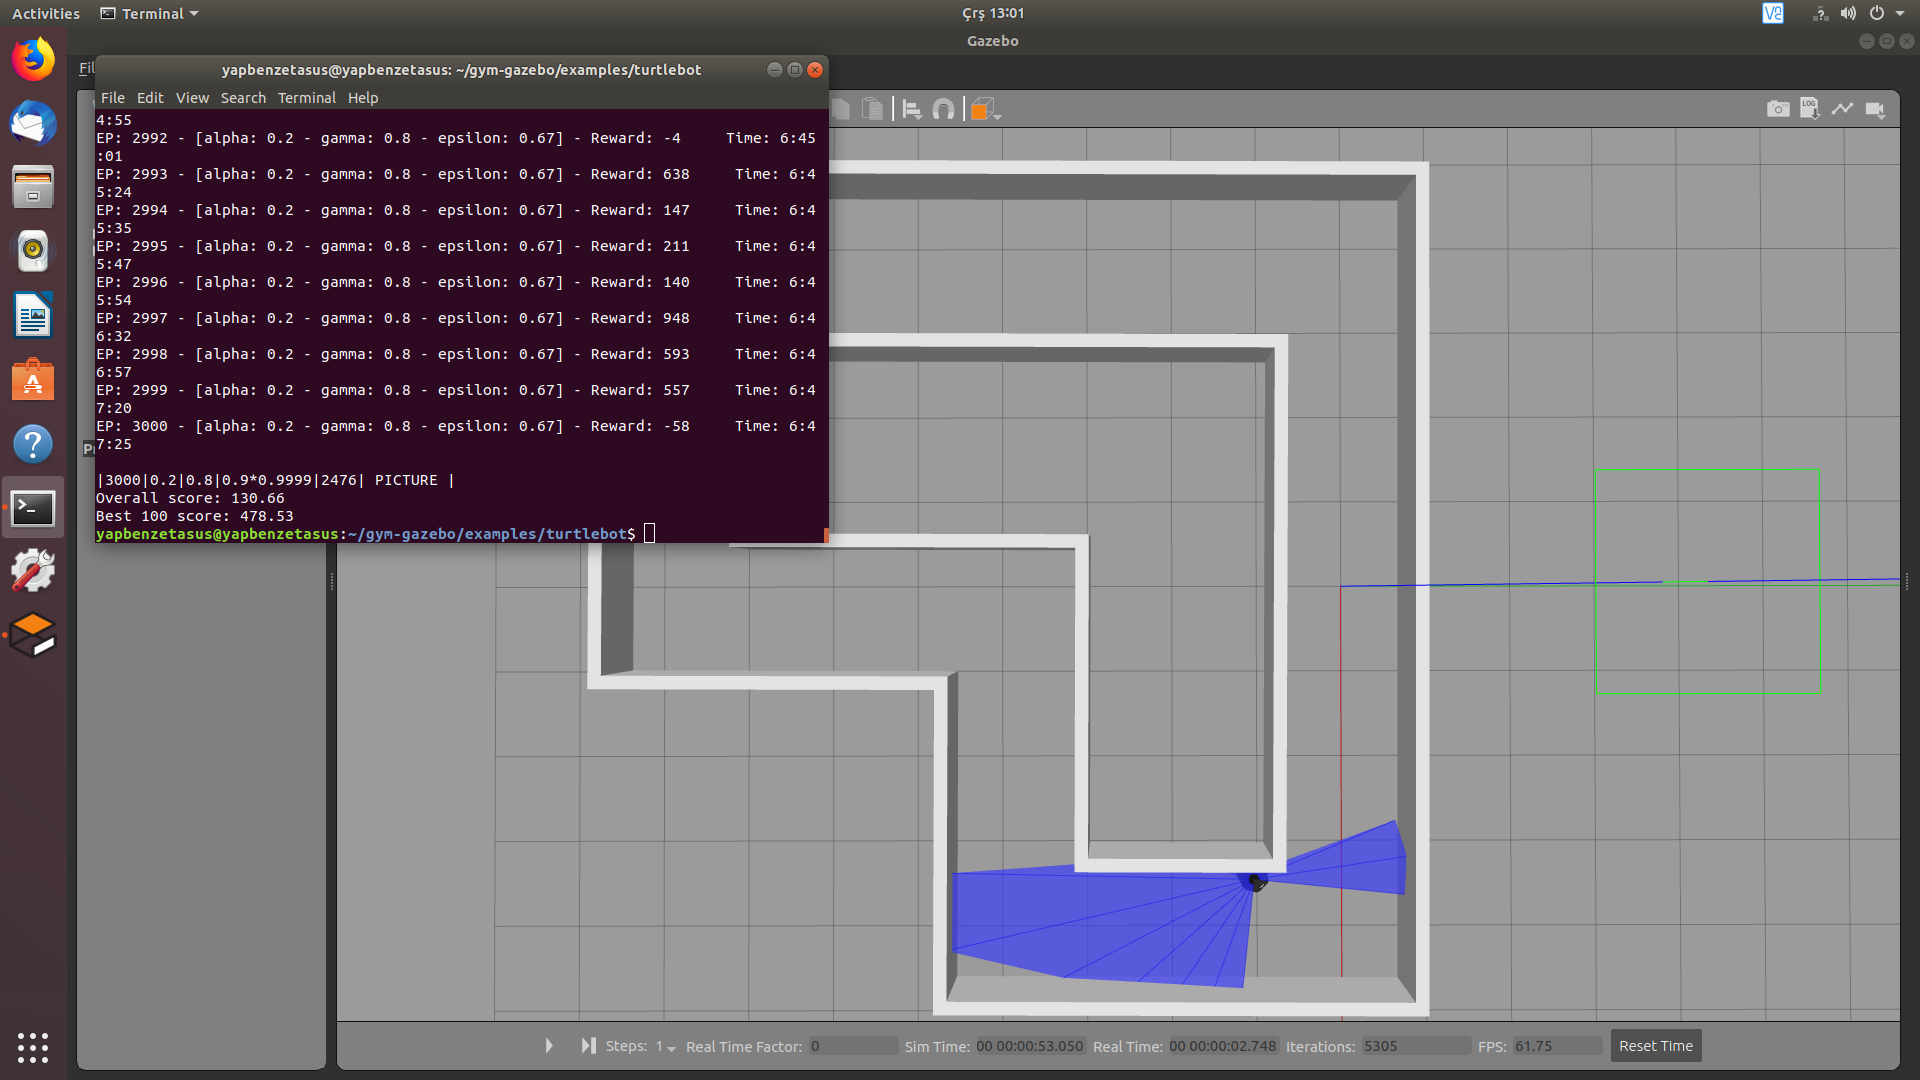 Activities
Terminal
Çrş 13:01
Gazebo
Fil
yapbenzetasus@yapbenzetasus: ~/gym-gazebo/examples/turtlebot
File Edit View Search Terminal Help
4:55
EP: 2992 - [alpha: 0.2 - gamma: 0.8 - epsilon: 0.67] - Reward: -4     Time: 6:45
:01
EP: 2993 - [alpha: 0.2 - gamma: 0.8 - epsilon: 0.67] - Reward: 638     Time: 6:4
5:24
EP: 2994 - [alpha: 0.2 - gamma: 0.8 - epsilon: 0.67] - Reward: 147     Time: 6:4
5:35
EP: 2995 - [alpha: 0.2 - gamma: 0.8 - epsilon: 0.67] - Reward: 211     Time: 6:4
5:47
EP: 2996 - [alpha: 0.2 - gamma: 0.8 - epsilon: 0.67] - Reward: 140     Time: 6:4
5:54
EP: 2997 - [alpha: 0.2 - gamma: 0.8 - epsilon: 0.67] - Reward: 948     Time: 6:4
6:32
EP: 2998 - [alpha: 0.2 - gamma: 0.8 - epsilon: 0.67] - Reward: 593     Time: 6:4
6:57
EP: 2999 - [alpha: 0.2 - gamma: 0.8 - epsilon: 0.67] - Reward: 557     Time: 6:4
7:20
EP: 3000 - [alpha: 0.2 - gamma: 0.8 - epsilon: 0.67] - Reward: -58     Time: 6:4
7:25
|3000|0.2|0.8|0.9*0.9999|2476| PICTURE |
Overall score: 130.66
Best 100 score: 478.53
yapbenzetasus@yapbenzetasus:~/gym-gazebo/examples/turtlebot$
LOG
Steps: 1 Real Time Factor: 0 Sim Time: 00 00:00:53.050 Real Time: 00 00:00:02.748 Iterations: 5305 FPS: 61.75 Reset Time